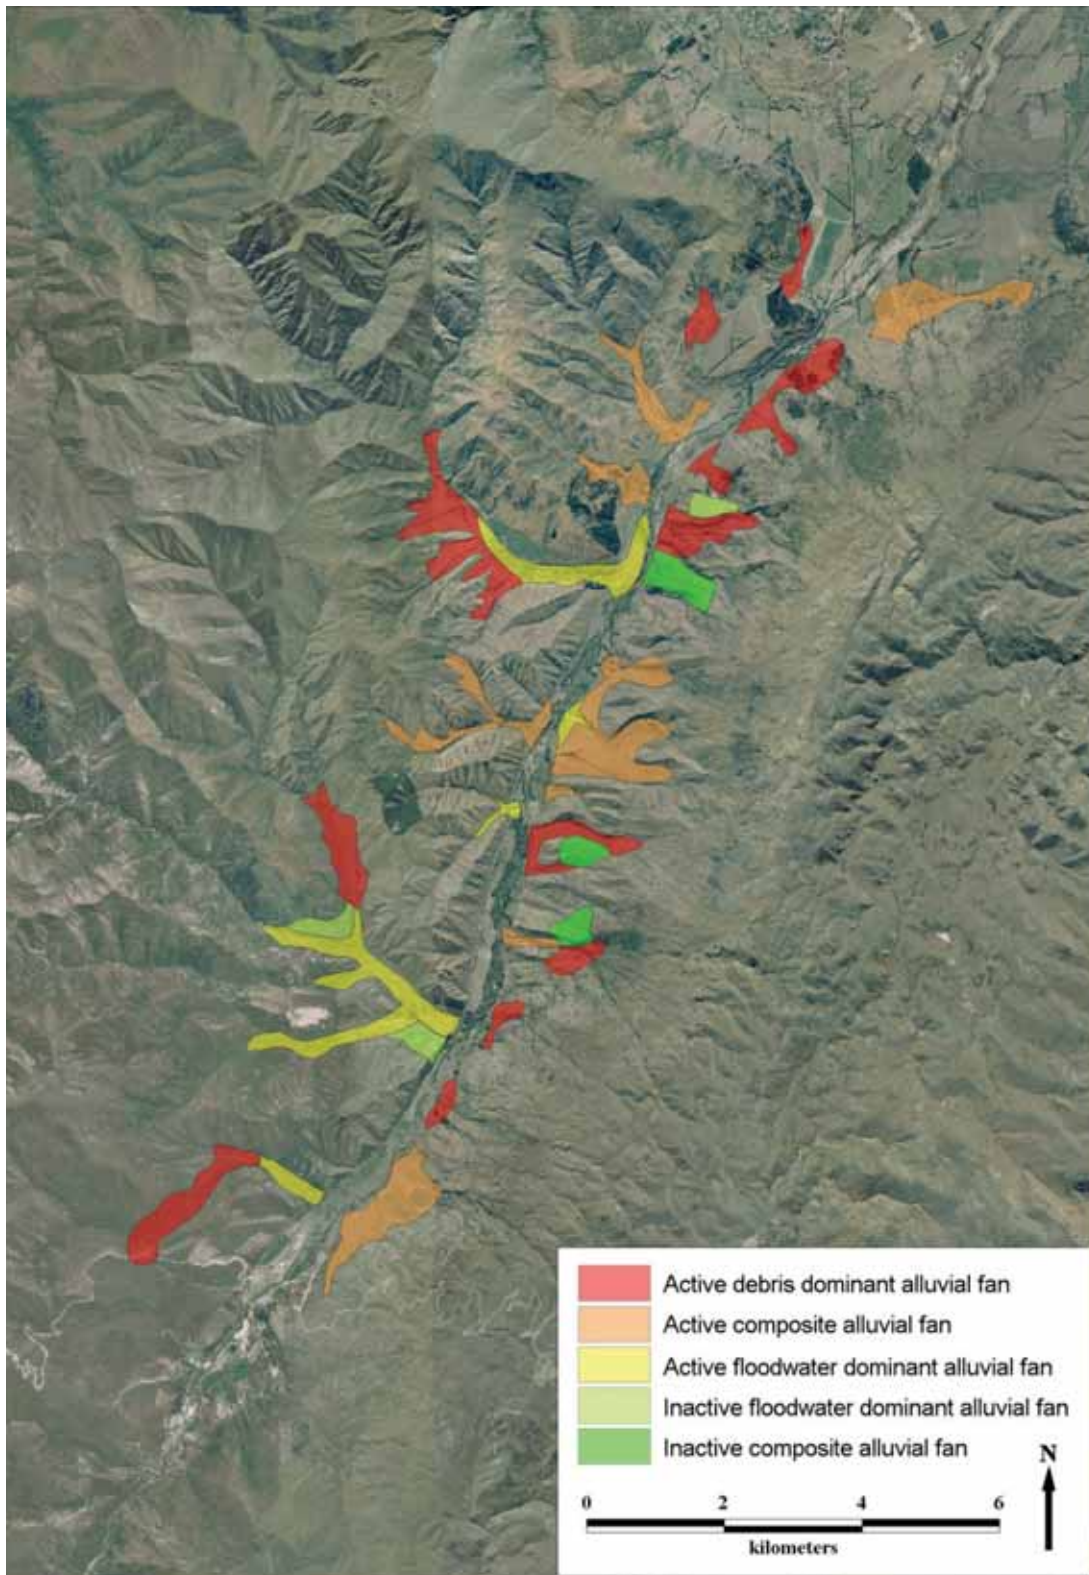 Active debris dominant alluvial fan
Active composite alluvial fan
Active floodwater dominant alluvial fan
Inactive floodwater dominant alluvial fan
Inactive composite alluvial fan
N
0 2 4 6
kilometers